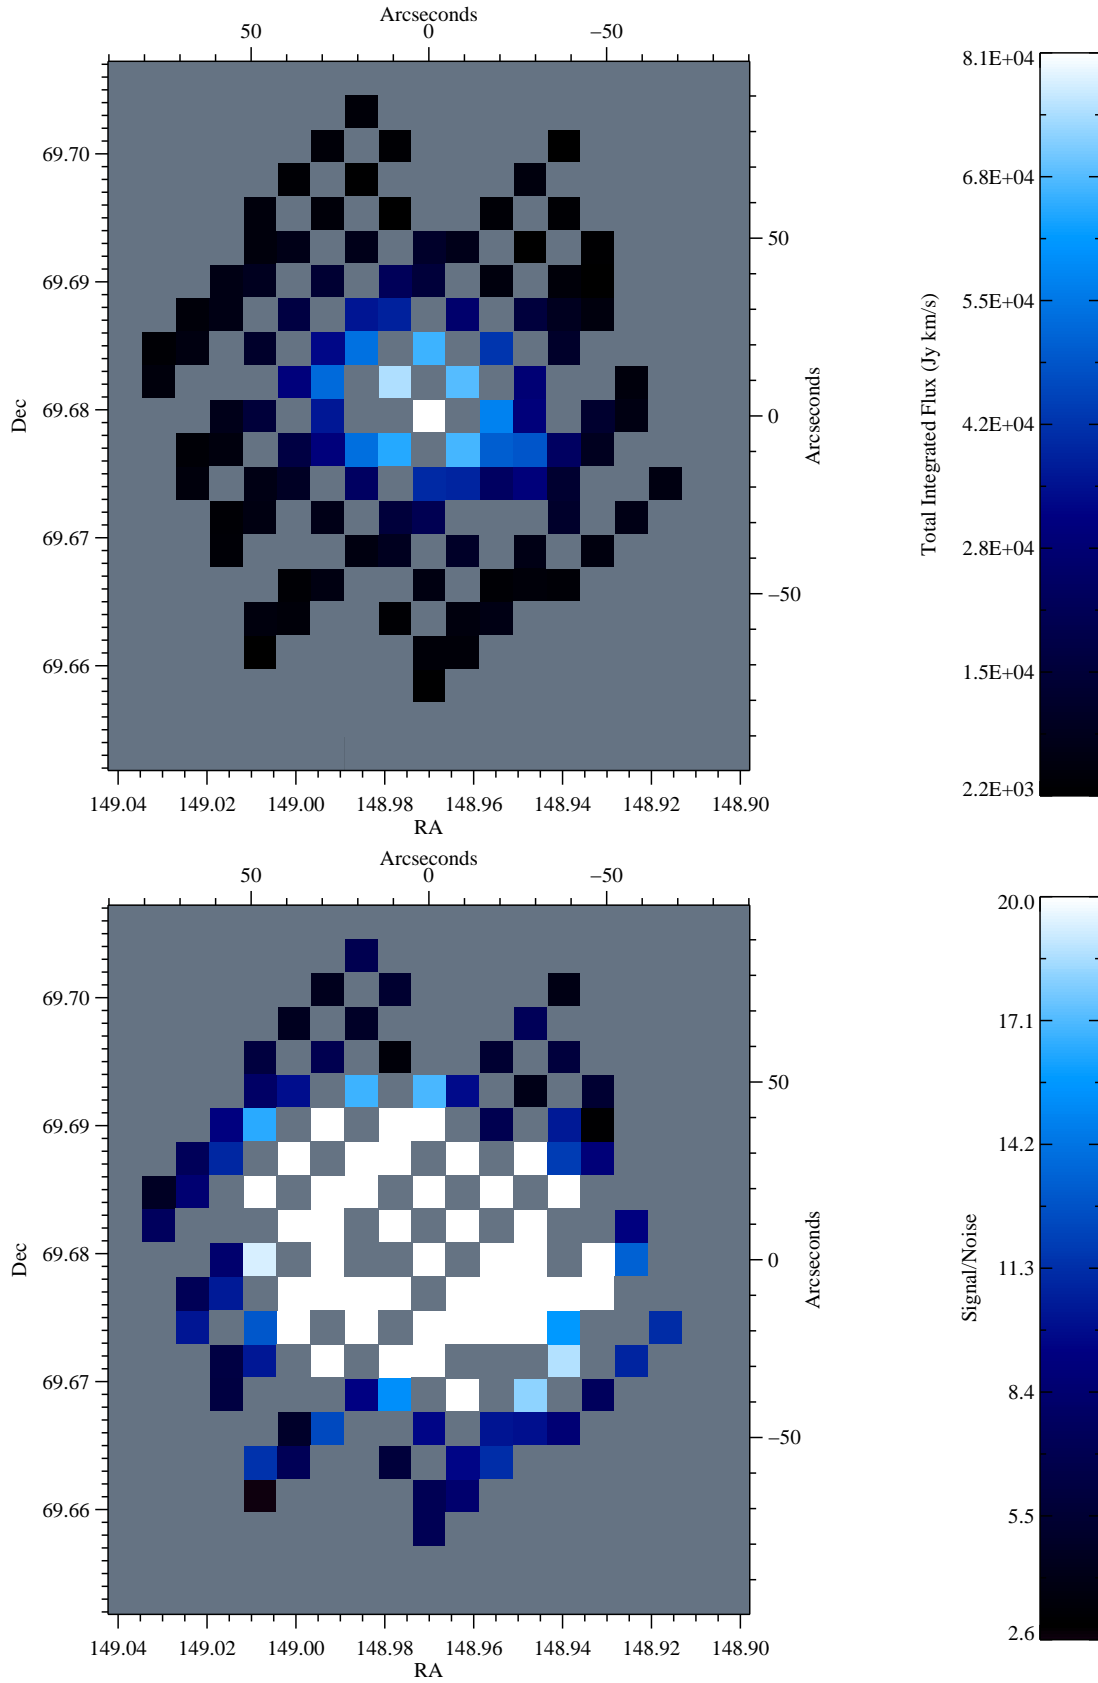 Arcseconds
50 0 −50
8.1E+04
69.70
6.8E+04
50
69.69
5.5E+04
Total Integrated Flux (Jy km/s)
Dec
69.68
0
Arcseconds
4.2E+04
69.67
2.8E+04
−50
69.66
1.5E+04
2.2E+03
149.04 149.02 149.00 148.98 148.96 148.94 148.92 148.90
RA
Arcseconds
50 0 −50
20.0
69.70
17.1
50
69.69
14.2
Dec
69.68
0
Arcseconds
Signal/Noise
11.3
69.67
8.4
−50
69.66
5.5
2.6
149.04 149.02 149.00 148.98 148.96 148.94 148.92 148.90
RA